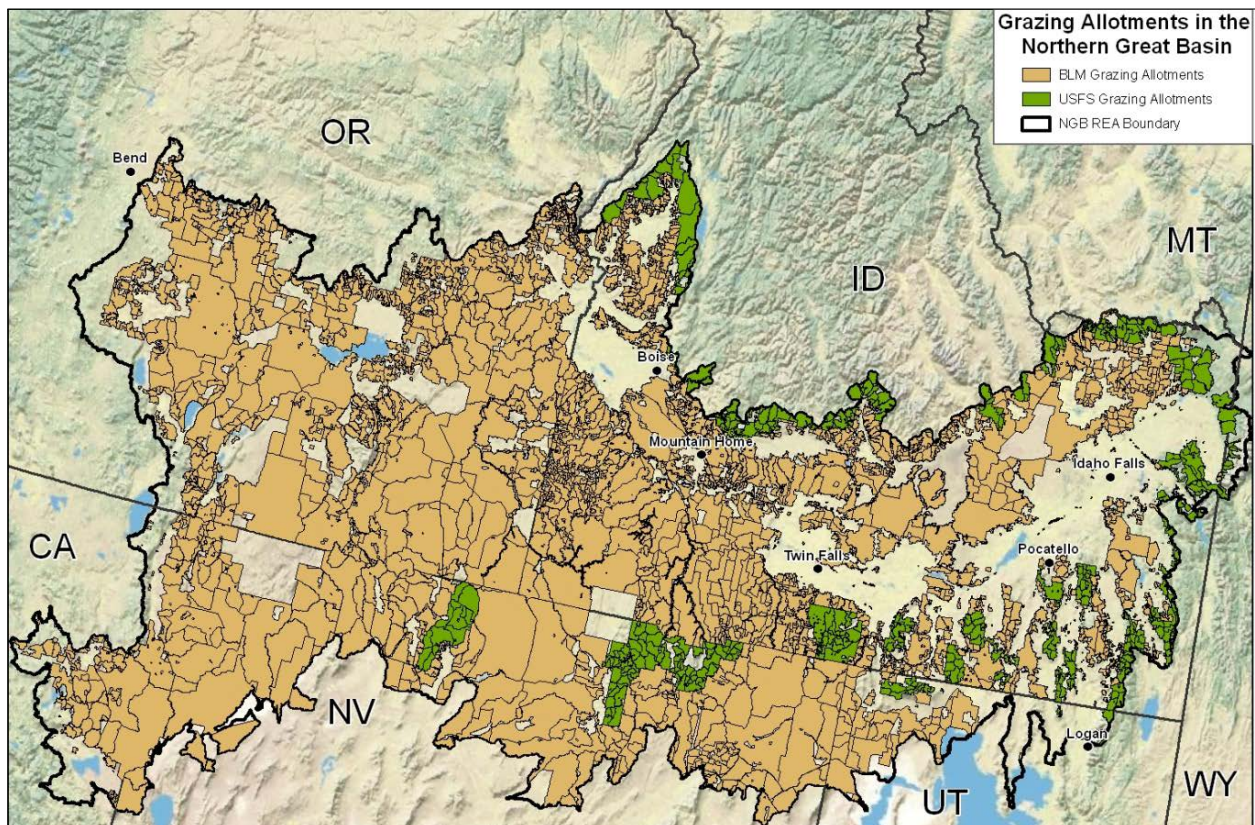 Grazing Allotments in the
Northern Great Basin
BLM Grazing Allotments
USFS Grazing Allotments
NGB REA Boundary
OR
Bend
MT
ID
Boise
Mountain Home
Idaho Falls
CA
Twin Falls
Pocatello
NV
Logan
UT
WY